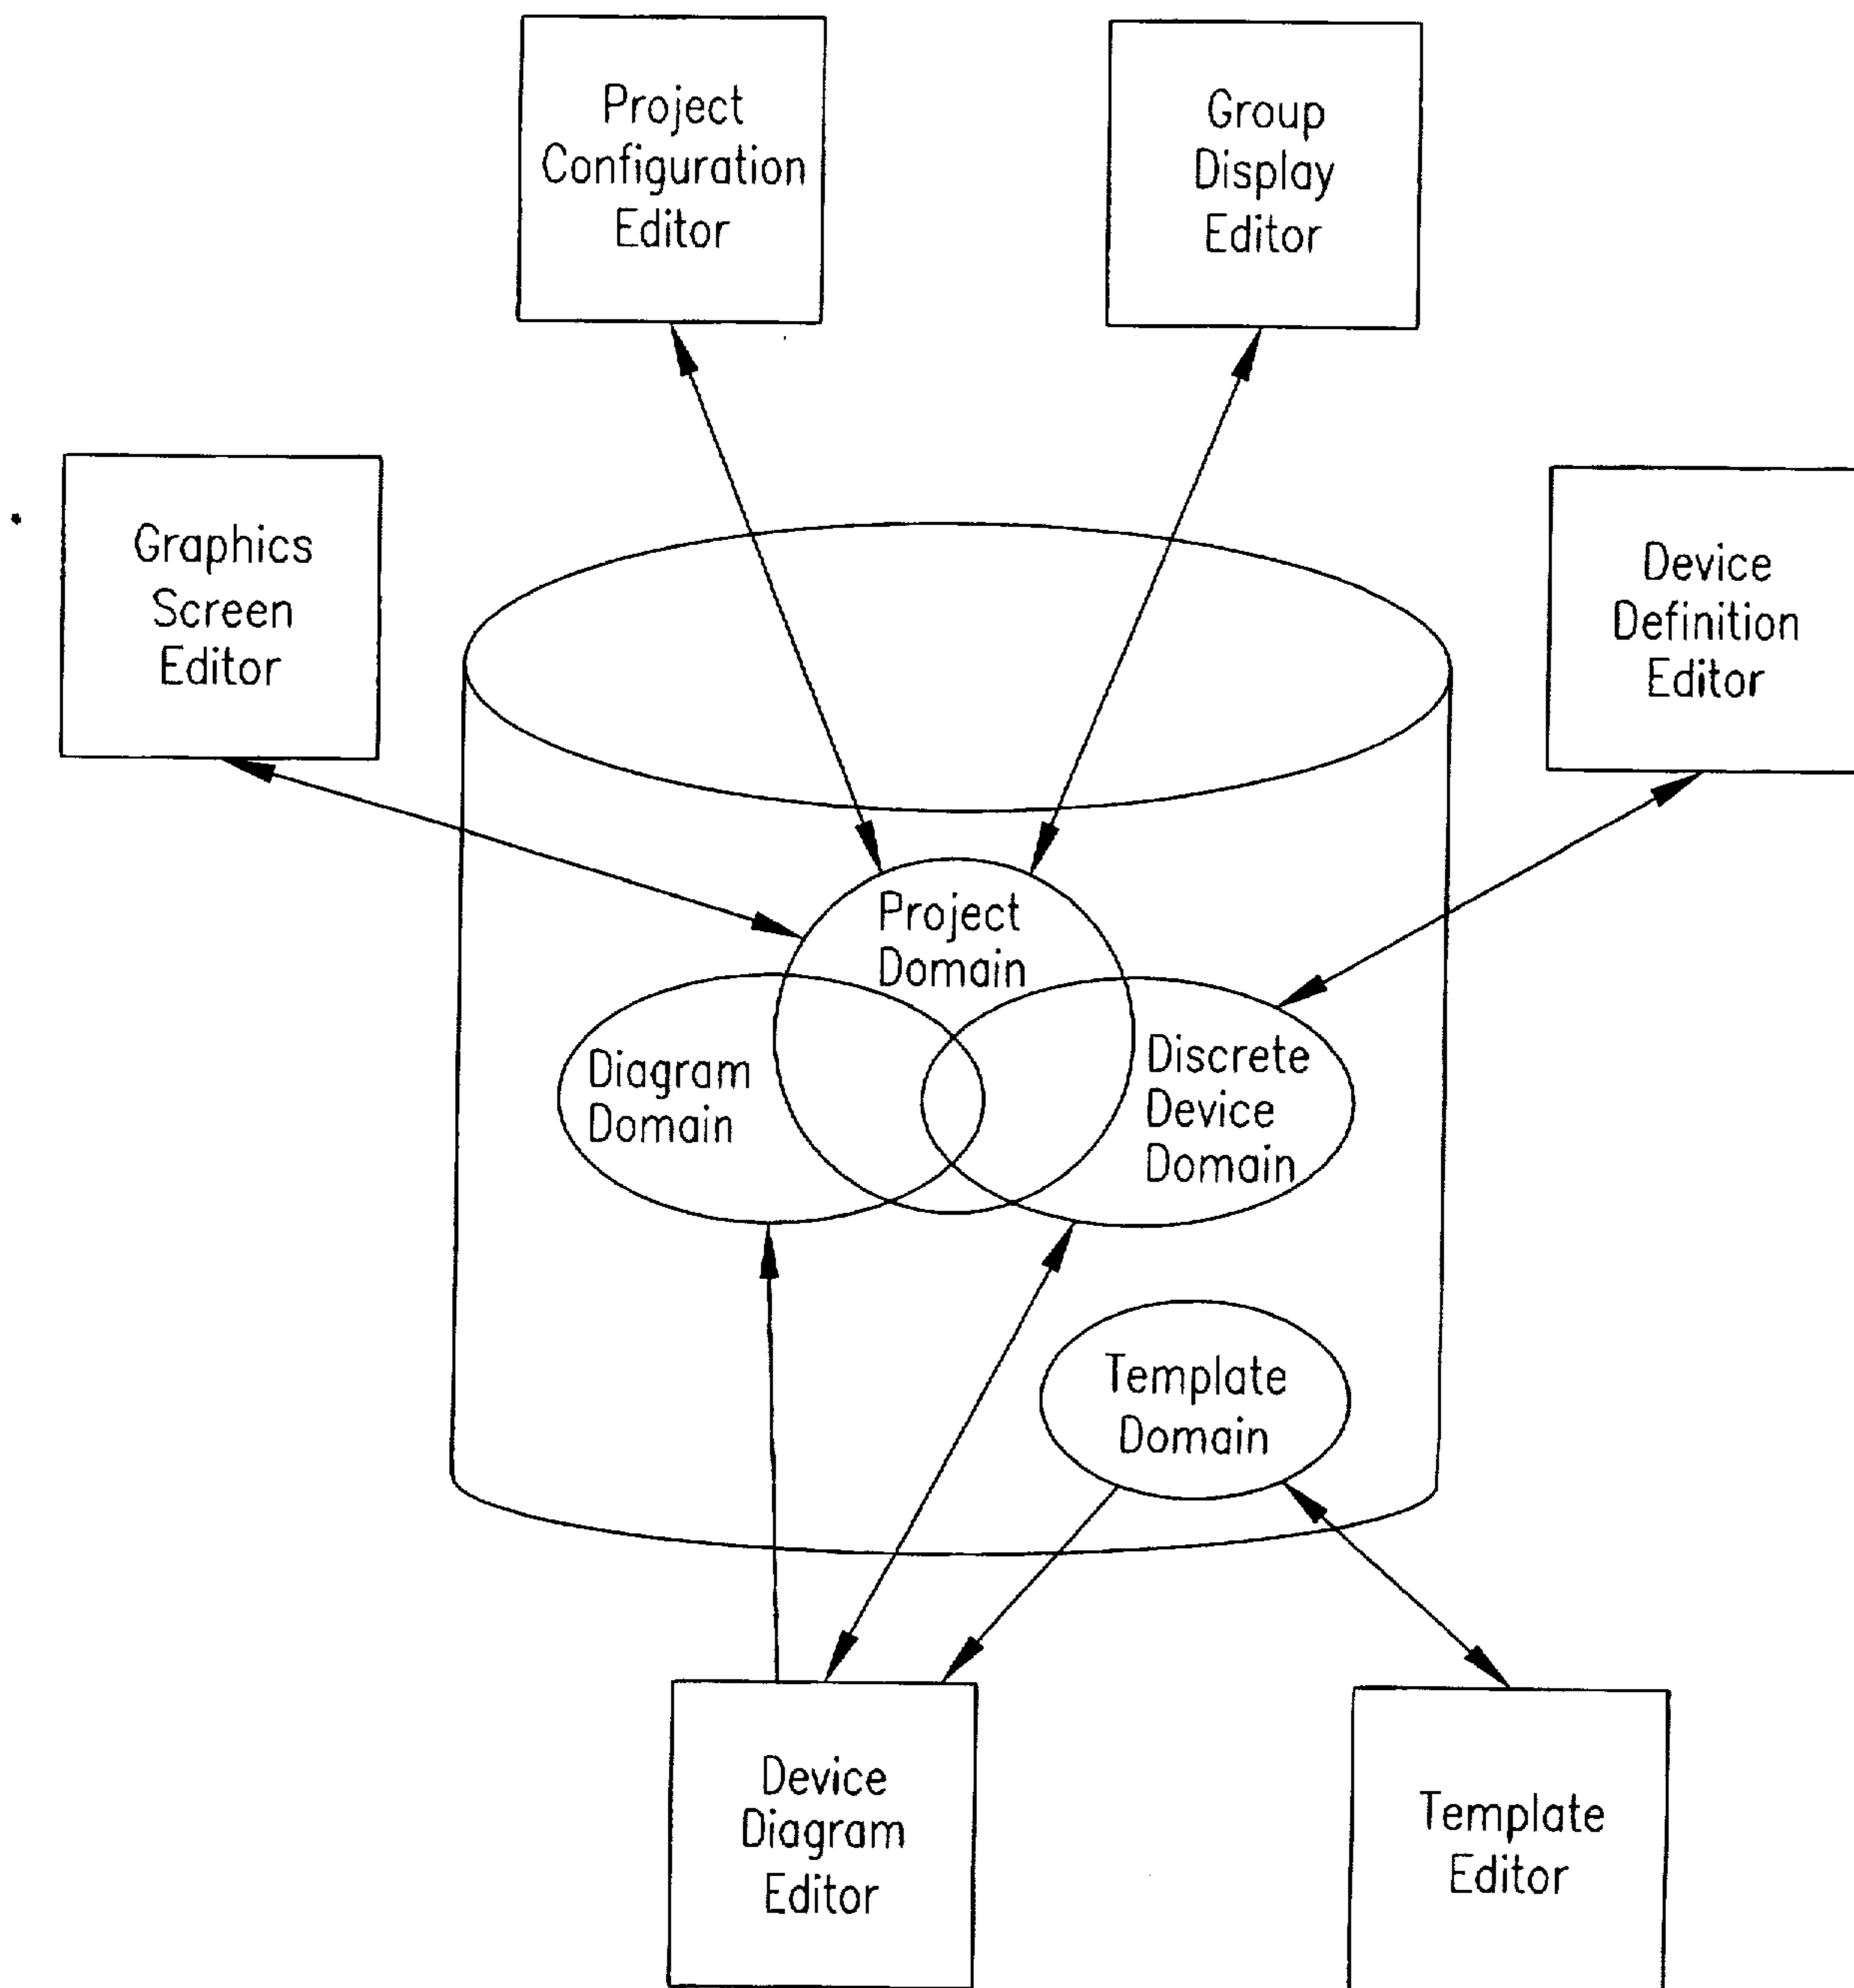 Project
Configuration
Editor
Group
Display
Editor
Graphics
Screen
Editor
Device
Definition
Editor
Project
Domain
Diagram
Domain
Discrete
Device
Domain
Template
Domain
Device
Diagram
Editor
Template
Editor